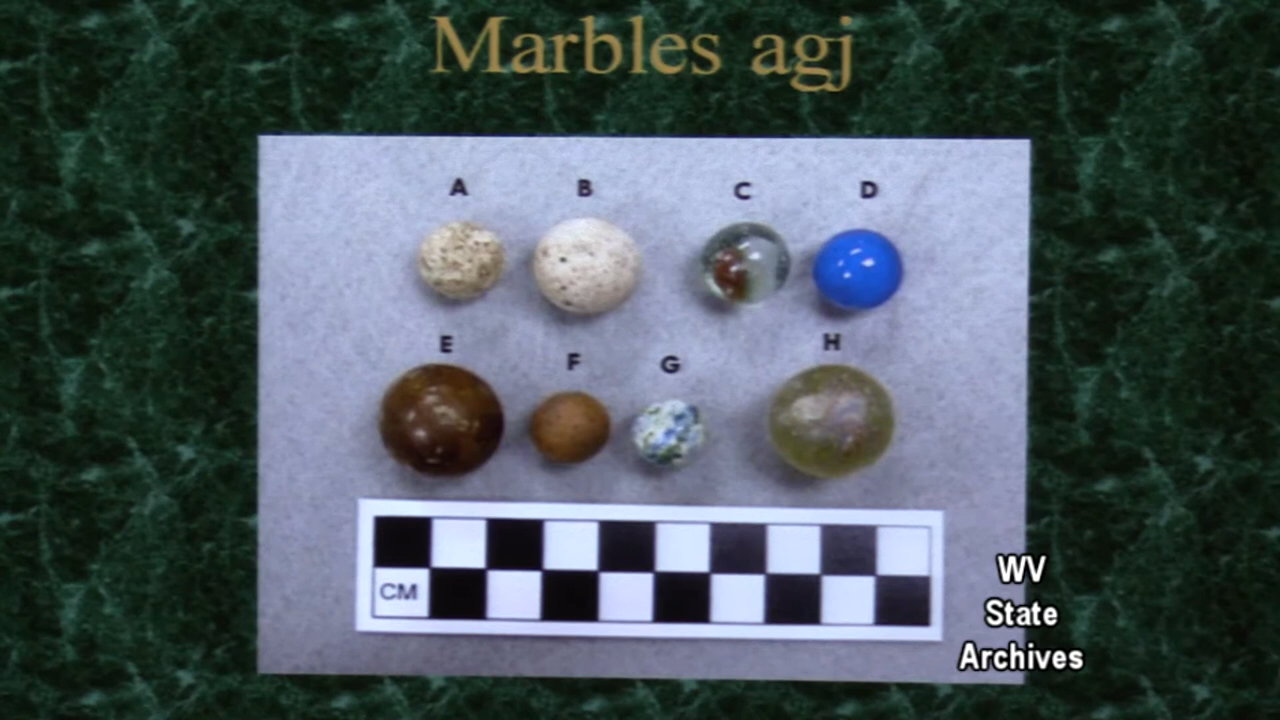 Marbles agj
A B C D
E F G H
CM
WV
State
Archives